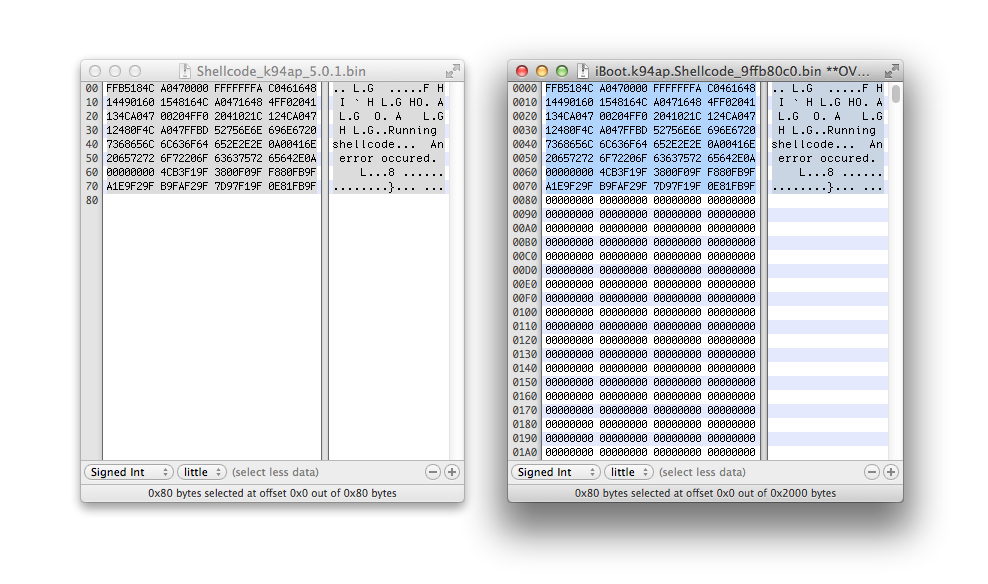 Shellcode_k94ap_5.0.1.bin
00 FFB5184C A0470000 FFFFFFFA C0461648 .. L.G .....F H
10 14490160 1548164C A0471648 4FF02041 I ` H L.G HO. A
20 134CA047 00204FF0 2041021C 124CA047 L.G O. A L.G
30 12480F4C A047FFBD 52756E6E 696E6720 H L.G..Running
40 7368656C 6C636F64 652E2E2E 0A00416E shellcode... An
50 20657272 6F72206F 63637572 65642E0A error occured.
60 00000000 4CB3F19F 3800F09F F880FB9F L...8 ......
70 A1E9F29F B9FAF29F 7D97F19F 0E81FB9F ........}... ...
80
Signed Int little (select less data)
0x80 bytes selected at offset 0x0 out of 0x80 bytes
iBoot.k94ap.Shellcode_9ffb80c0.bin **OV...
0000 FFB5184C A0470000 FFFFFFFA C0461648 .. L.G .....F H
0010 14490160 1548164C A0471648 4FF02041 I ` H L.G HO. A
0020 134CA047 00204FF0 2041021C 124CA047 L.G O. A L.G
0030 12480F4C A047FFBD 52756E6E 696E6720 H L.G..Running
0040 7368656C 6C636F64 652E2E2E 0A00416E shellcode... An
0050 20657272 6F72206F 63637572 65642E0A error occured.
0060 00000000 4CB3F19F 3800F09F F880FB9F L...8 ......
0070 A1E9F29F B9FAF29F 7D97F19F 0E81FB9F ........}... ...
0080 00000000 00000000 00000000 00000000
0090 00000000 00000000 00000000 00000000
00A0 00000000 00000000 00000000 00000000
00B0 00000000 00000000 00000000 00000000
00C0 00000000 00000000 00000000 00000000
00D0 00000000 00000000 00000000 00000000
00E0 00000000 00000000 00000000 00000000
00F0 00000000 00000000 00000000 00000000
0100 00000000 00000000 00000000 00000000
0110 00000000 00000000 00000000 00000000
0120 00000000 00000000 00000000 00000000
0130 00000000 00000000 00000000 00000000
0140 00000000 00000000 00000000 00000000
0150 00000000 00000000 00000000 00000000
0160 00000000 00000000 00000000 00000000
0170 00000000 00000000 00000000 00000000
0180 00000000 00000000 00000000 00000000
0190 00000000 00000000 00000000 00000000
01A0 00000000 00000000 00000000 00000000
Signed Int little (select less data)
0x80 bytes selected at offset 0x0 out of 0x2000 bytes